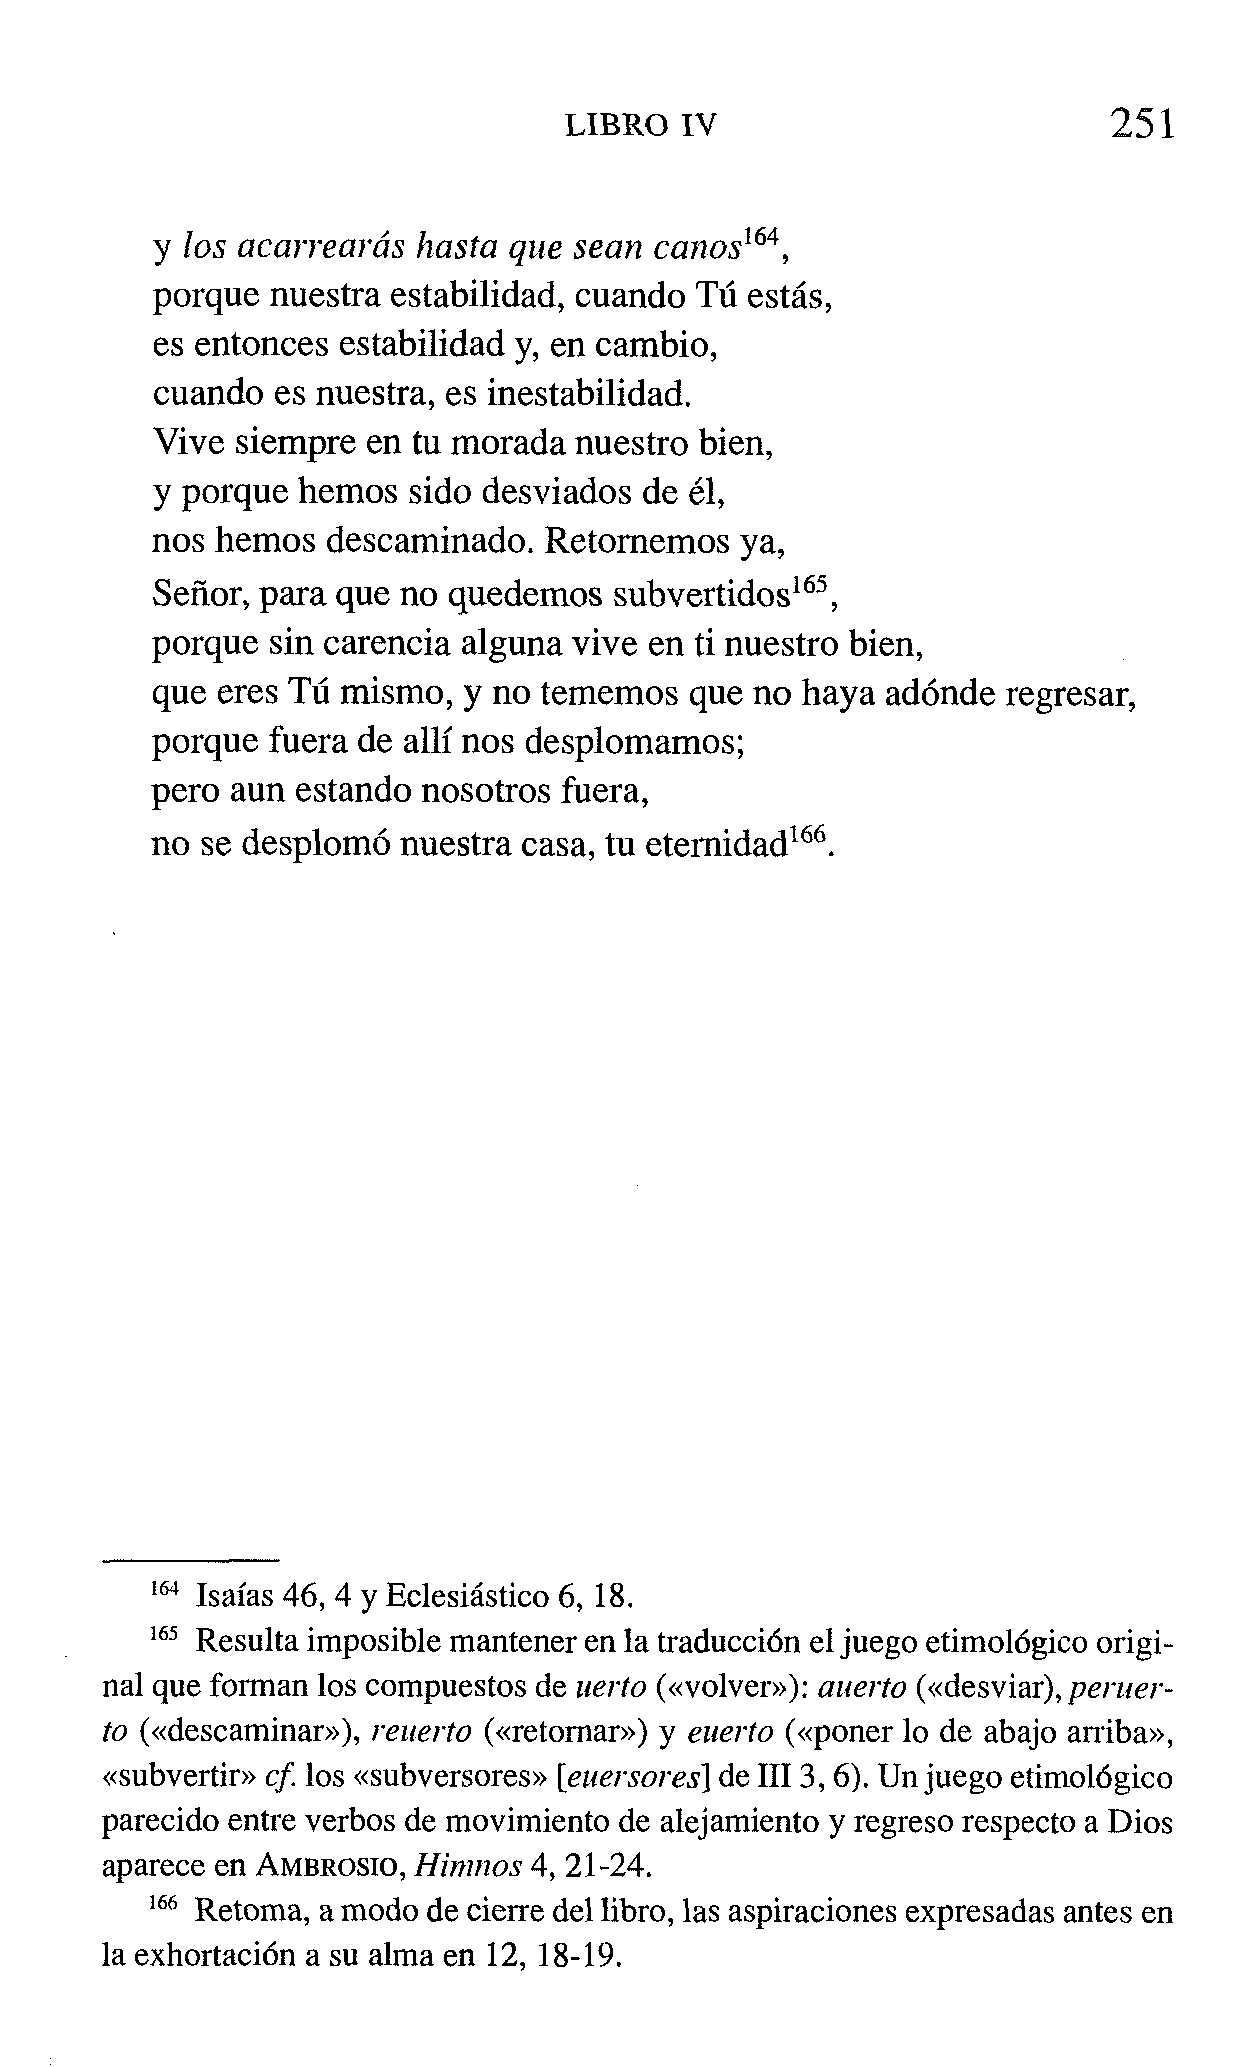 LIBRO IV 251
y los acarrearás hasta que sean canos¹⁶⁴,
porque nuestra estabilidad, cuando Tú estás,
es entonces estabilidad y, en cambio,
cuando es nuestra, es inestabilidad.
Vive siempre en tu morada nuestro bien,
y porque hemos sido desviados de él,
nos hemos descaminado. Retornemos ya,
Señor, para que no quedemos subvertidos¹⁶⁵,
porque sin carencia alguna vive en ti nuestro bien,
que eres Tú mismo, y no tememos que no haya adónde regresar,
porque fuera de allí nos desplomamos;
pero aun estando nosotros fuera,
no se desplomó nuestra casa, tu eternidad¹⁶⁶.
¹⁶⁴ Isaías 46, 4 y Eclesiástico 6, 18.
¹⁶⁵ Resulta imposible mantener en la traducción el juego etimológico origi-
nal que forman los compuestos de uerto («volver»): auerto («desviar), peruer-
to («descaminar»), reuerto («retornar») y euerto («poner lo de abajo arriba»,
«subvertir» cf. los «subversores» [euersores] de III 3, 6). Un juego etimológico
parecido entre verbos de movimiento de alejamiento y regreso respecto a Dios
aparece en AMBROSIO, Himnos 4, 21-24.
¹⁶⁶ Retoma, a modo de cierre del libro, las aspiraciones expresadas antes en
la exhortación a su alma en 12, 18-19.